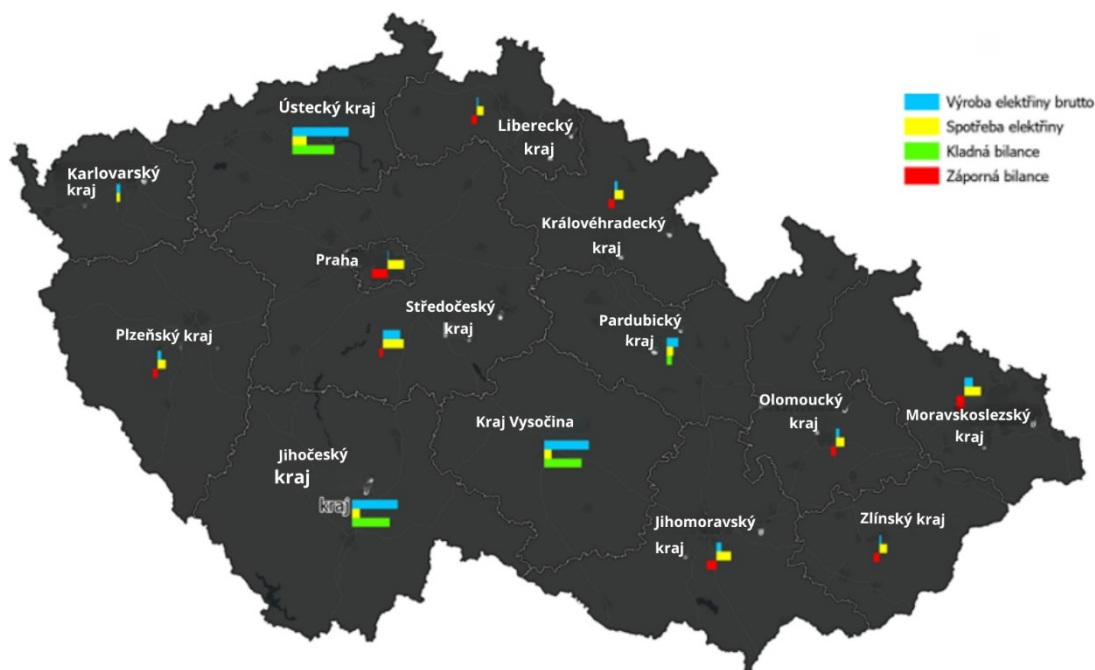 Výroba elektřiny brutto
Spotřeba elektřiny
Kladná bilance
Záporná bilance
Ústecký kraj
Liberecký
kraj
Karlovarský
kraj
Královéhradecký
kraj
Praha
Středočeský
kraj
Plzeňský kraj
Pardubický
kraj
Olomoucký
kraj
Moravskoslezský
kraj
Kraj Vysočina
Jihočeský
kraj
kraj
Jihomoravský
kraj
Zlínský kraj